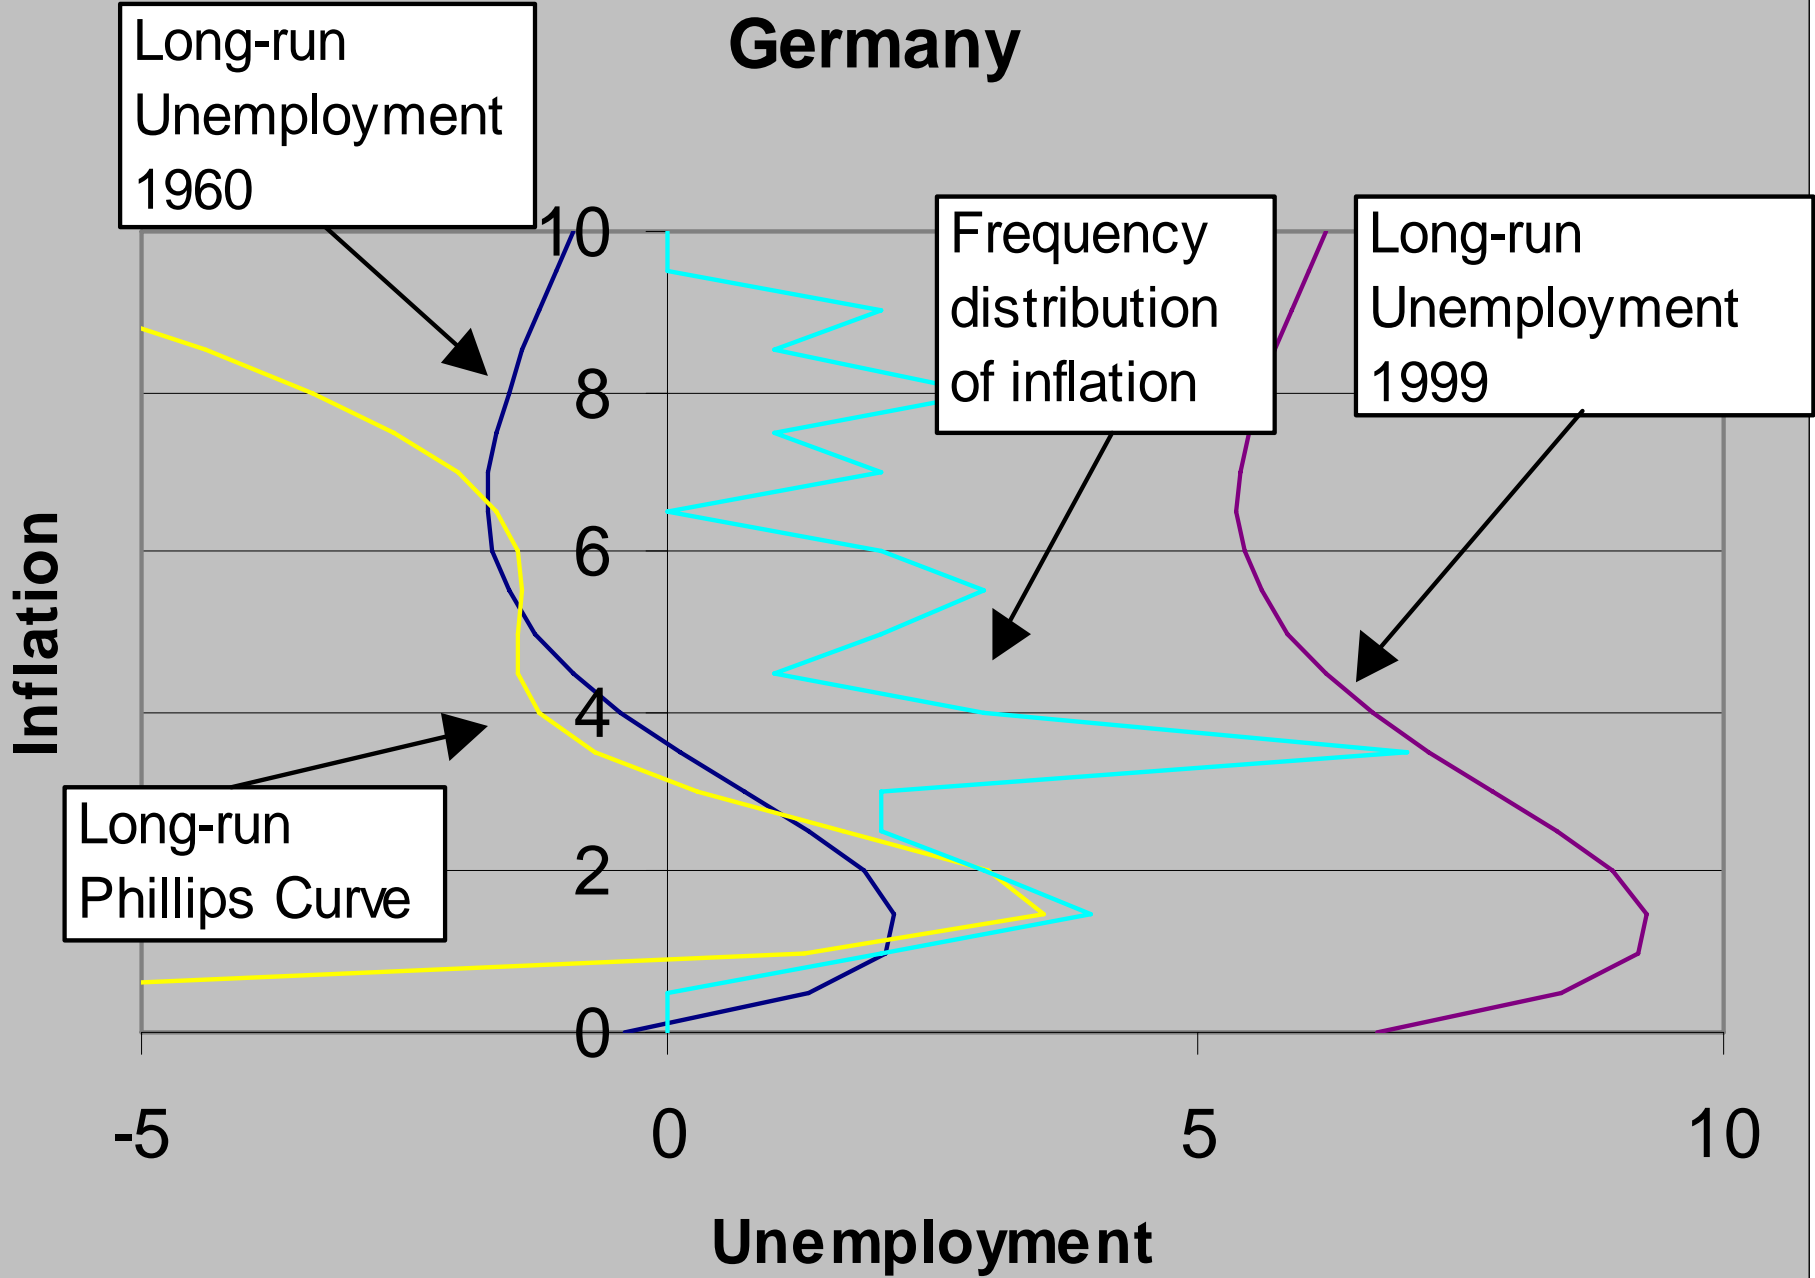 Germany
Long-run
Unemployment
1960
Frequency
distribution
of inflation
Long-run
Unemployment
1999
Long-run
Phillips Curve
Inflation
10
8
6
4
2
0
-5
0
5
10
Unemployment